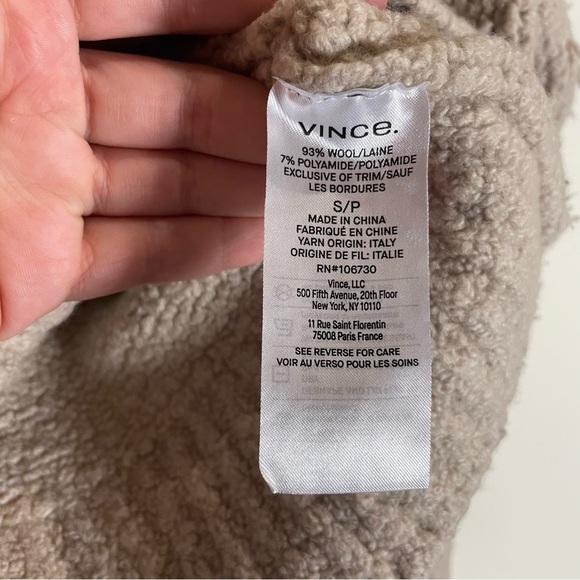 VINCE.
93% WOOL/LAINE
7% POLYAMIDE/POLYAMIDE
EXCLUSIVE OF TRIM/SAUF
LES BORDURES
S/P
MADE IN CHINA
FABRIQUÉ EN CHINE
YARN ORIGIN: ITALY
ORIGINE DE FIL: ITALIE
RN#106730
Vince, LLC
500 Fifth Avenue, 20th Floor
New York, NY 10110
11 Rue Saint Florentin
75008 Paris France
SEE REVERSE FOR CARE
VOIR AU VERSO POUR LES SOINS